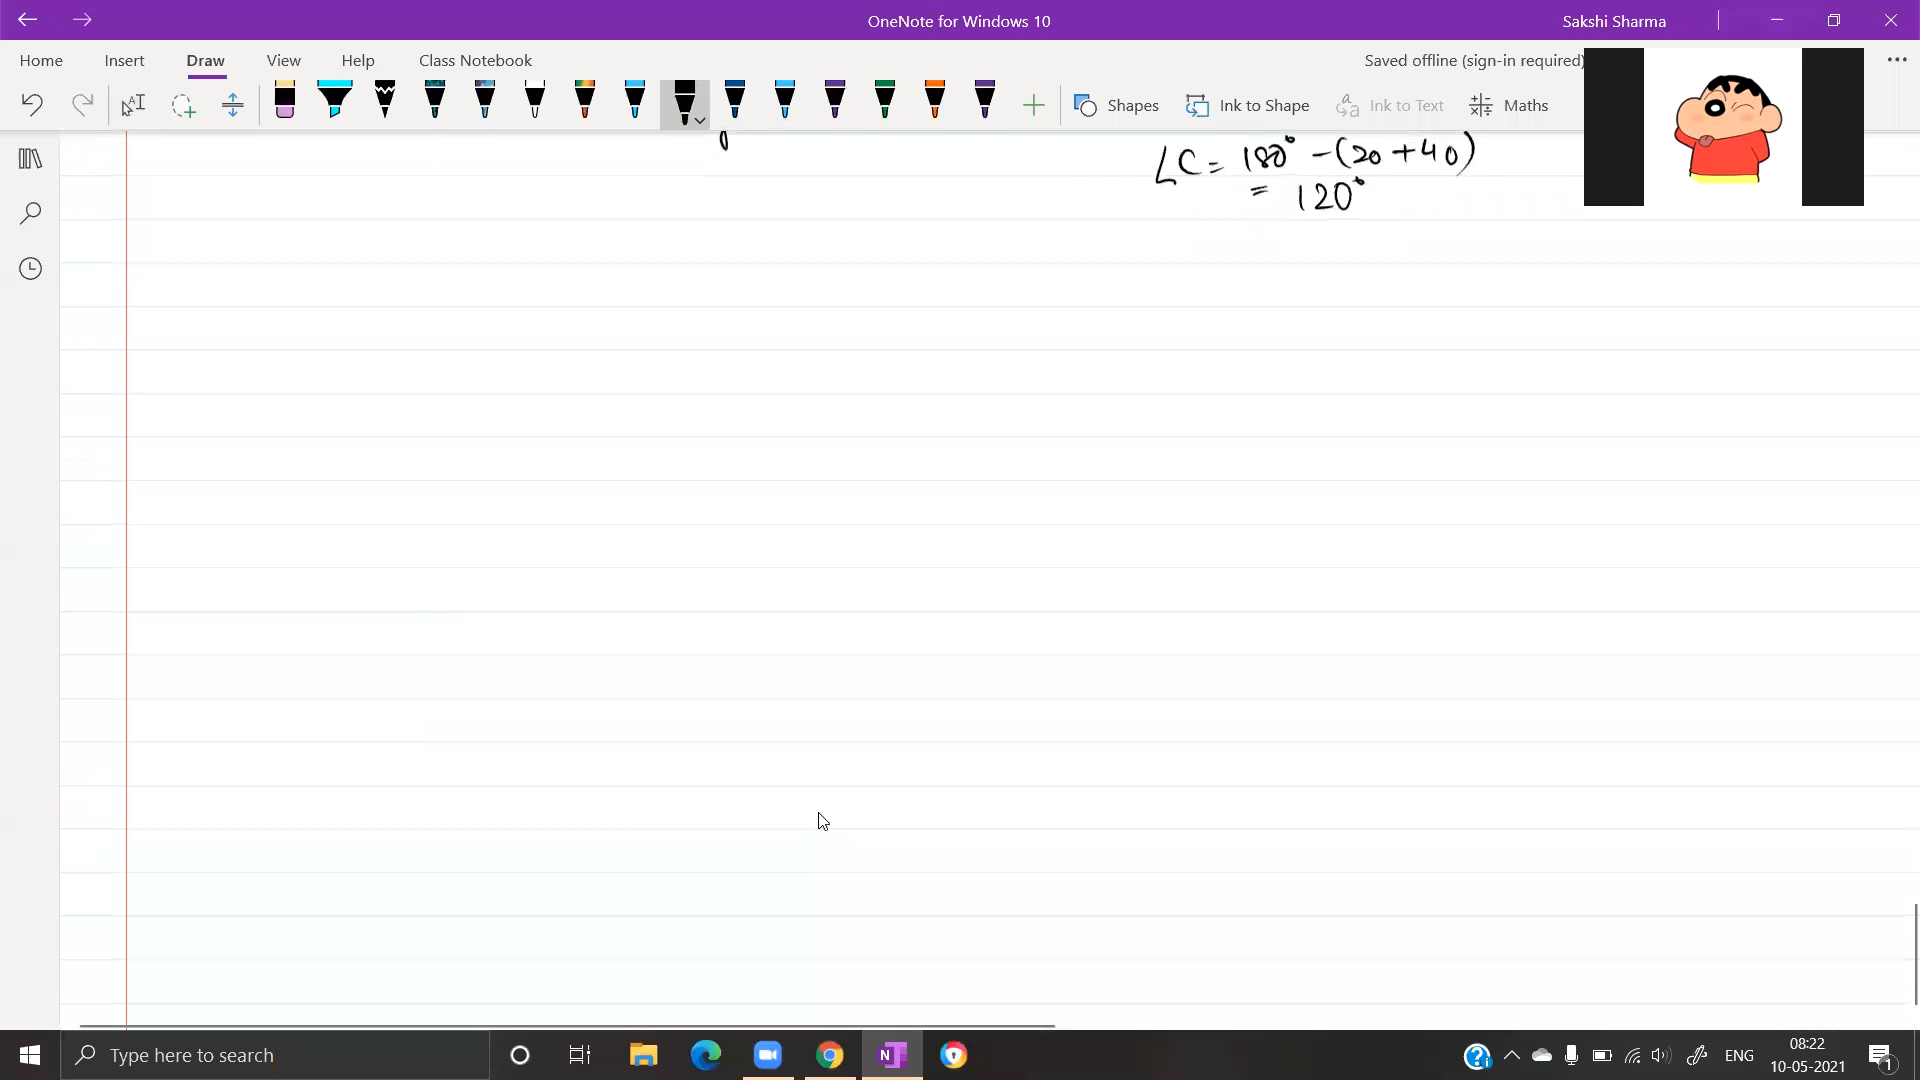 OneNote for Windows 10
Sakshi Sharma
Home Insert Draw View Help Class Notebook
Saved offline (sign-in required)
Shapes Ink to Shape Ink to Text Maths
∠C = 180° - (20 + 40)
= 120°
Type here to search
ENG
08:22
10-05-2021
1